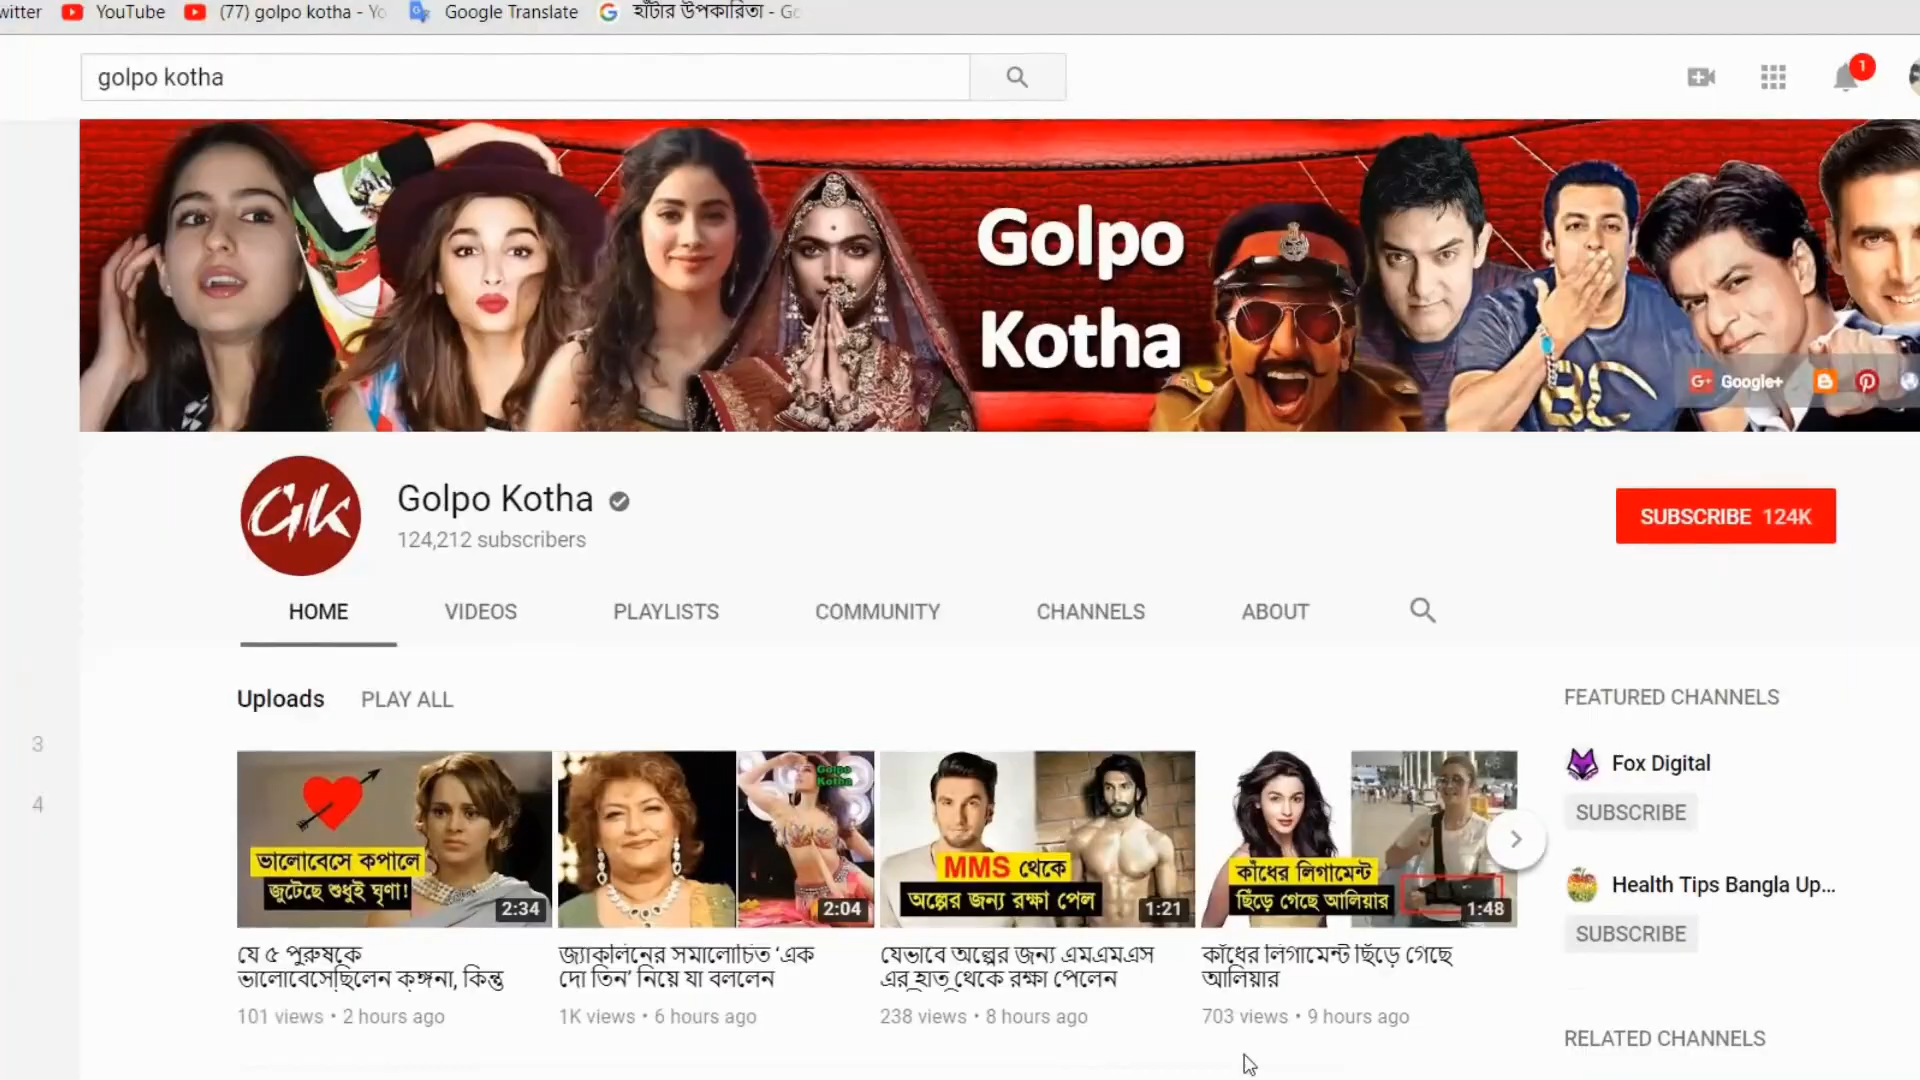 witter YouTube (77) golpo kotha - Yo Google Translate হাঁটার উপকারিতা - Go
golpo kotha
1
Golpo
Kotha
Google+
GK
Golpo Kotha
124,212 subscribers
SUBSCRIBE 124K
HOME VIDEOS PLAYLISTS COMMUNITY CHANNELS ABOUT
Uploads PLAY ALL
FEATURED CHANNELS
3
4
Fox Digital
SUBSCRIBE
Health Tips Bangla Up...
SUBSCRIBE
RELATED CHANNELS
ভালোবেসে কপালে
জুটেছে শুধুই ঘৃণা!
2:34
Golpo
Kotha
2:04
MMS থেকে
অল্পের জন্য রক্ষা পেল
1:21
কাঁধের লিগামেন্ট
ছিঁড়ে গেছে আলিয়ার
1:48
BC
যে ৫ পুরুষকে
ভালোবেসেছিলেন কঙ্গনা, কিন্তু
101 views • 2 hours ago
জ্যাকলিনের সমালোচিত ‘এক
দো তিন’ নিয়ে যা বললেন
1K views • 6 hours ago
যেভাবে অল্পের জন্য এমএমএস
এর হাত থেকে রক্ষা পেলেন
238 views • 8 hours ago
কাঁধের লিগামেন্ট ছিঁড়ে গেছে
আলিয়ার
703 views • 9 hours ago